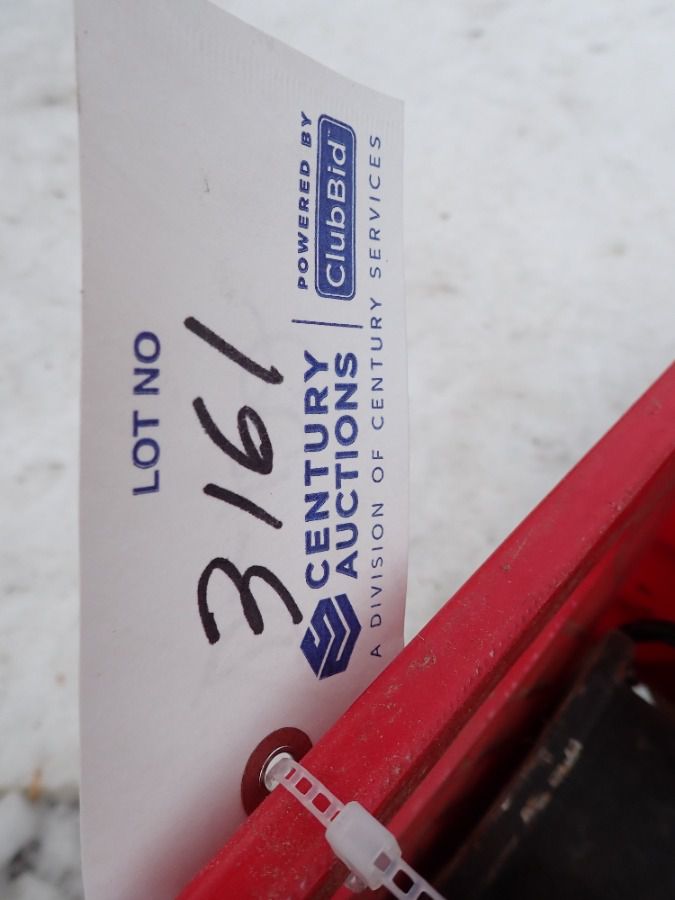 LOT NO
3161
CENTURY
AUCTIONS
POWERED BY
ClubBid
A DIVISION OF CENTURY SERVICES